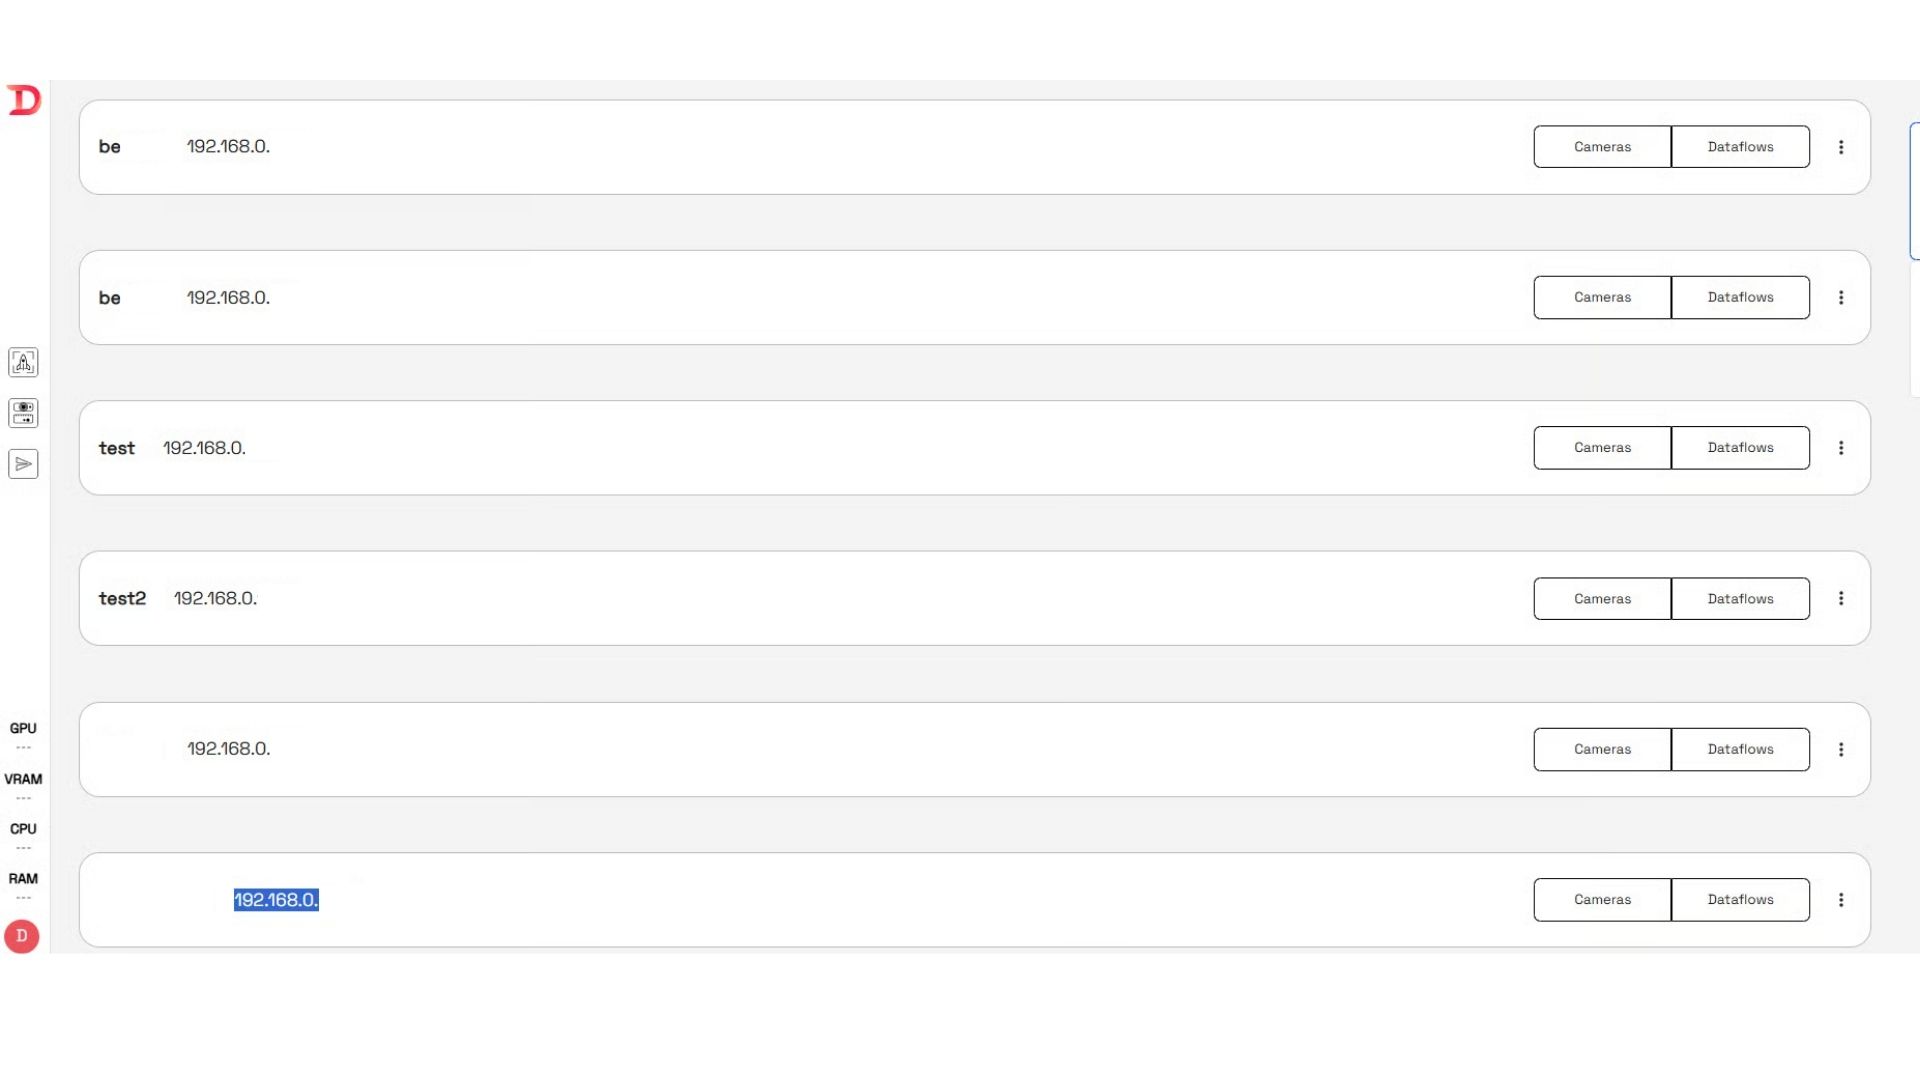 D
be 192.168.0. Cameras Dataflows
be 192.168.0. Cameras Dataflows
test 192.168.0. Cameras Dataflows
test2 192.168.0. Cameras Dataflows
192.168.0. Cameras Dataflows
192.168.0. Cameras Dataflows
GPU
---
VRAM
---
CPU
---
RAM
---
D